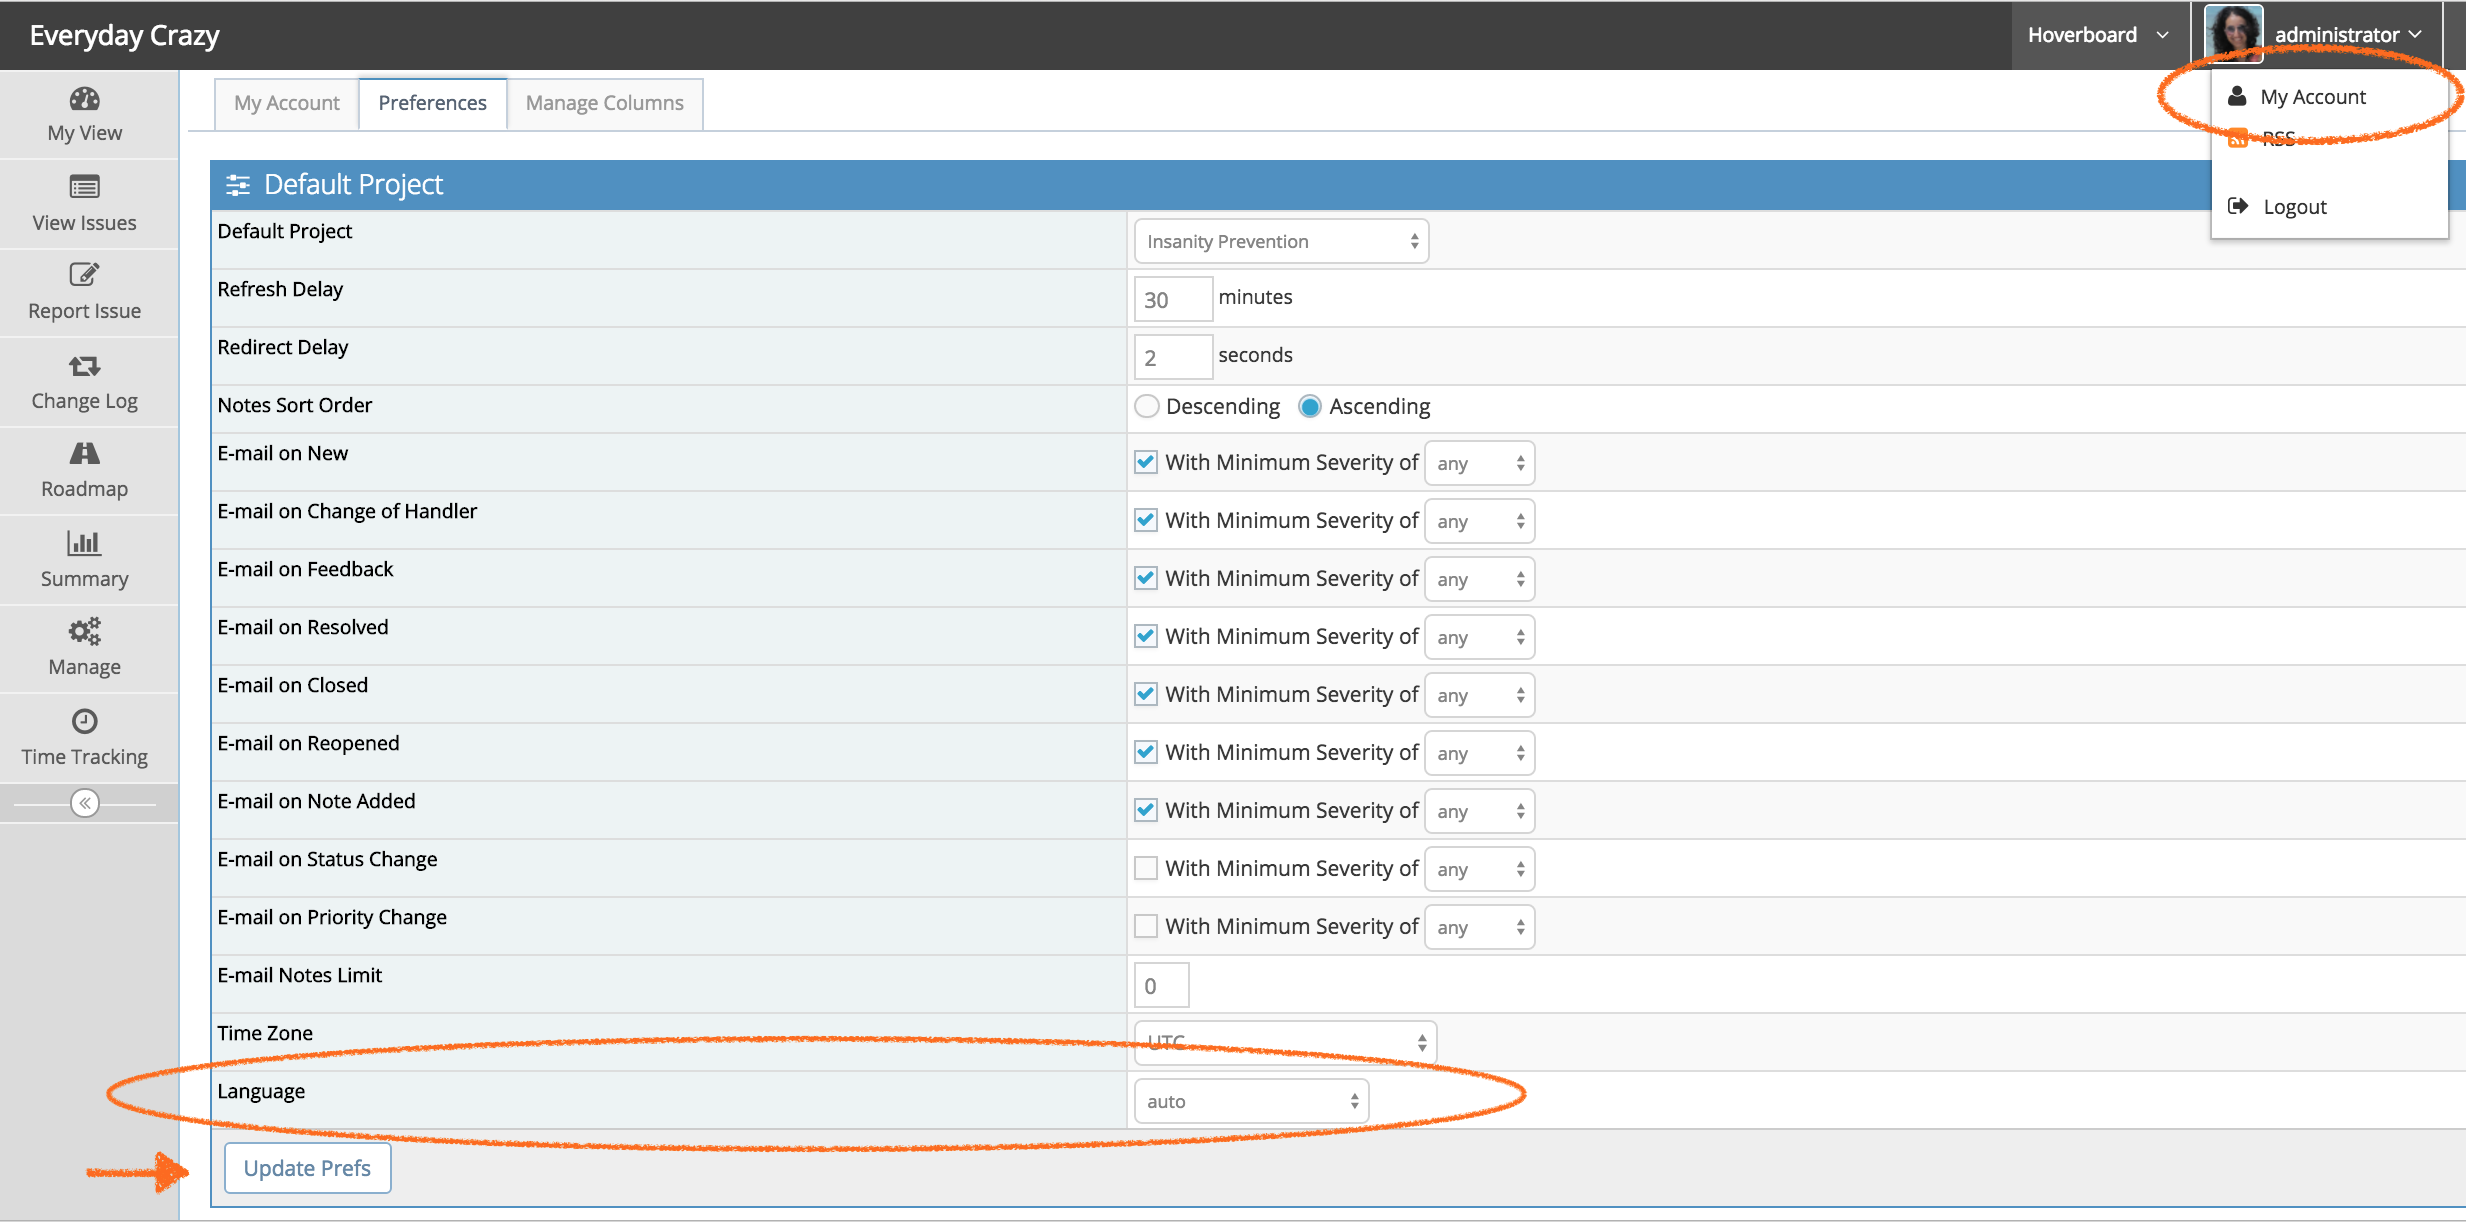 Everyday Crazy
Hoverboard
administrator
My Account
RSS
Logout
My View
View Issues
Report Issue
Change Log
Roadmap
Summary
Manage
Time Tracking
My Account Preferences Manage Columns
Default Project
Default Project Insanity Prevention
Refresh Delay 30 minutes
Redirect Delay 2 seconds
Notes Sort Order Descending Ascending
E-mail on New With Minimum Severity of any
E-mail on Change of Handler With Minimum Severity of any
E-mail on Feedback With Minimum Severity of any
E-mail on Resolved With Minimum Severity of any
E-mail on Closed With Minimum Severity of any
E-mail on Reopened With Minimum Severity of any
E-mail on Note Added With Minimum Severity of any
E-mail on Status Change With Minimum Severity of any
E-mail on Priority Change With Minimum Severity of any
E-mail Notes Limit 0
Time Zone UTC
Language auto
Update Prefs